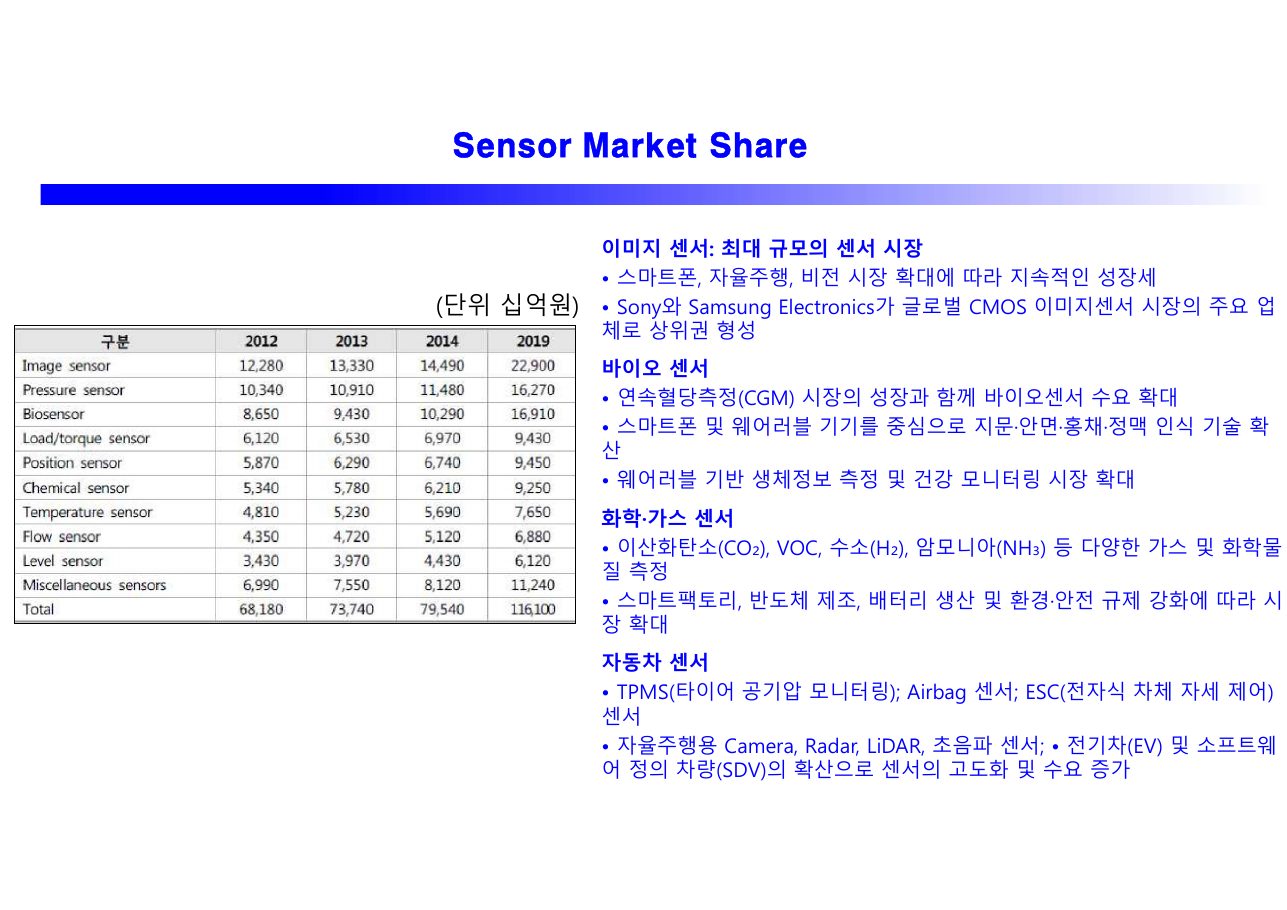 Sensor Market Share
(단위 십억원)
구분 2012 2013 2014 2019
Image sensor 12,280 13,330 14,490 22,900
Pressure sensor 10,340 10,910 11,480 16,270
Biosensor 8,650 9,430 10,290 16,910
Load/torque sensor 6,120 6,530 6,970 9,430
Position sensor 5,870 6,290 6,740 9,450
Chemical sensor 5,340 5,780 6,210 9,250
Temperature sensor 4,810 5,230 5,690 7,650
Flow sensor 4,350 4,720 5,120 6,880
Level sensor 3,430 3,970 4,430 6,120
Miscellaneous sensors 6,990 7,550 8,120 11,240
Total 68,180 73,740 79,540 116,100
이미지 센서: 최대 규모의 센서 시장
• 스마트폰, 자율주행, 비전 시장 확대에 따라 지속적인 성장세
• Sony와 Samsung Electronics가 글로벌 CMOS 이미지센서 시장의 주요 업
체로 상위권 형성
바이오 센서
• 연속혈당측정(CGM) 시장의 성장과 함께 바이오센서 수요 확대
• 스마트폰 및 웨어러블 기기를 중심으로 지문·안면·홍채·정맥 인식 기술 확
산
• 웨어러블 기반 생체정보 측정 및 건강 모니터링 시장 확대
화학·가스 센서
• 이산화탄소(CO₂), VOC, 수소(H₂), 암모니아(NH₃) 등 다양한 가스 및 화학물
질 측정
• 스마트팩토리, 반도체 제조, 배터리 생산 및 환경·안전 규제 강화에 따라 시
장 확대
자동차 센서
• TPMS(타이어 공기압 모니터링); Airbag 센서; ESC(전자식 차체 자세 제어)
센서
• 자율주행용 Camera, Radar, LiDAR, 초음파 센서; • 전기차(EV) 및 소프트웨
어 정의 차량(SDV)의 확산으로 센서의 고도화 및 수요 증가